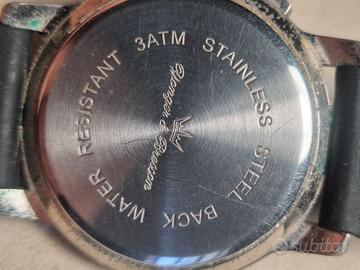 WATER RESISTANT 3ATM STAINLESS STEEL BACK
subito